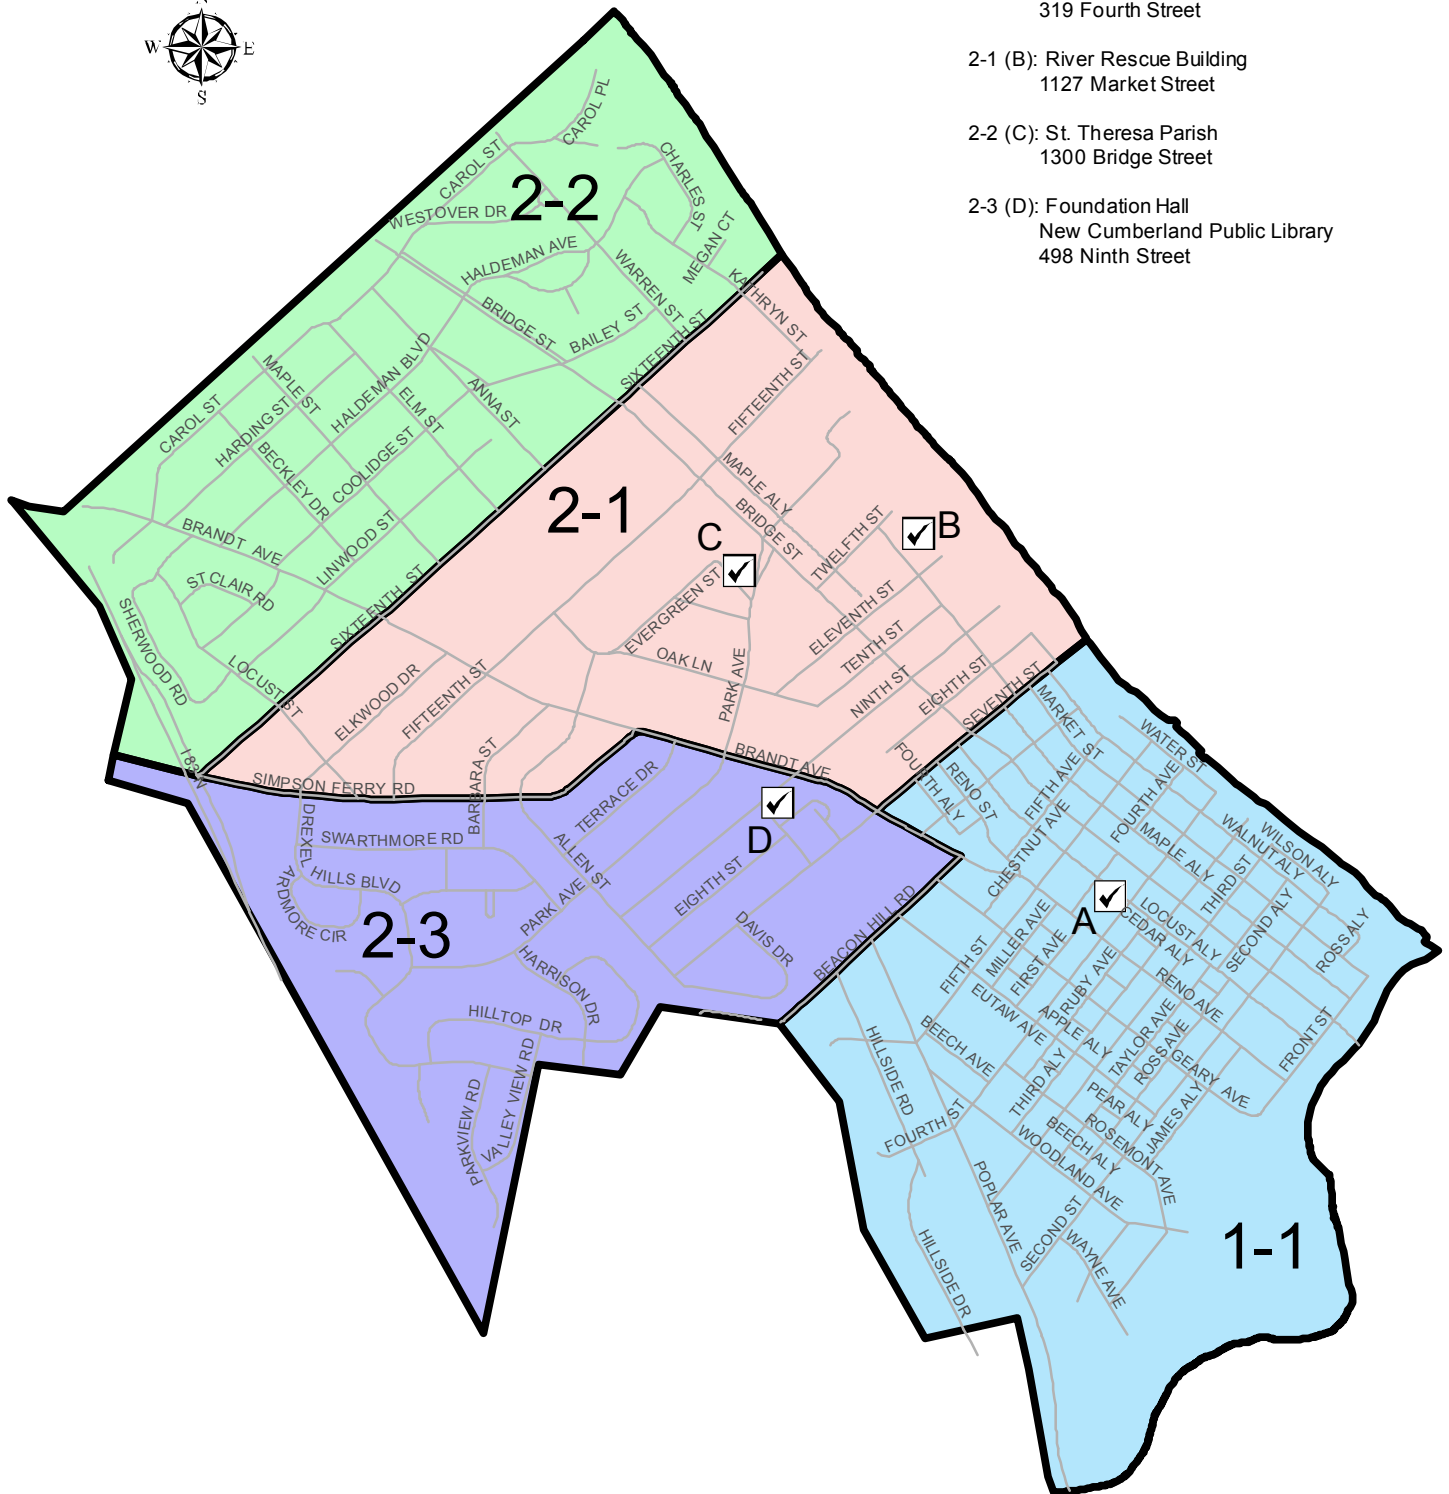 N
W
E
S
319 Fourth Street
2-1 (B): River Rescue Building
1127 Market Street
2-2 (C): St. Theresa Parish
1300 Bridge Street
2-3 (D): Foundation Hall
New Cumberland Public Library
498 Ninth Street
CAROL PL
CAROL ST
CHARLES ST
2-2
WESTOVER DR
MEGAN CT
HALDEMAN AVE
WARREN ST
KATHRYN ST
BRIDGE ST
BAILEY ST
SIXTEENTH ST
FIFTEENTH ST
MAPLE ST
HALDEMAN BLVD
ANNA ST
ELM ST
CAROL ST
HARDING ST
BECKLEY DR
COOLIDGE ST
MAPLE ALY
2-1
BRIDGE ST
BRANDT AVE
LINWOOD ST
C
B
TWELFTH ST
ST CLAIR RD
SIXTEENTH ST
EVERGREEN ST
ELEVENTH ST
SHERWOOD RD
OAK LN
TENTH ST
LOCUST ST
ELKWOOD DR
FIFTEENTH ST
PARK AVE
NINTH ST
EIGHTH ST
SEVENTH ST
MARKET ST
WATER ST
I 83 N
SIMPSON FERRY RD
BARBARA ST
BRANDT AVE
FOURTH ALY
RENO ST
FIFTH AVE
FOURTH AVE
TERRACE DR
D
DREXEL HILLS BLVD
SWARTHMORE RD
ALLEN ST
CHESTNUT AVE
MAPLE ALY
WALNUT ALY
WILSON ALY
ARDMORE CIR
PARK AVE
EIGHTH ST
THIRD ST
A
2-3
DAVIS DR
BEACON HILL RD
FIFTH ST
MILLER AVE
FIRST AVE
CEDAR ALY
LOCUST ALY
SECOND ALY
ROSS ALY
HARRISON DR
EUTAW AVE
RUBY AVE
RENO AVE
HILLTOP DR
HILLSIDE RD
BEECH AVE
APPLE ALY
TAYLOR AVE
ROSS AVE
GEARY AVE
FRONT ST
PARKVIEW RD
VALLEY VIEW RD
FOURTH ST
THIRD ALY
PEAR ALY
JAMES ALY
BEECH ALY
ROSEMONT AVE
WOODLAND AVE
POPLAR AVE
SECOND ST
WAYNE AVE
HILLSIDE DR
1-1